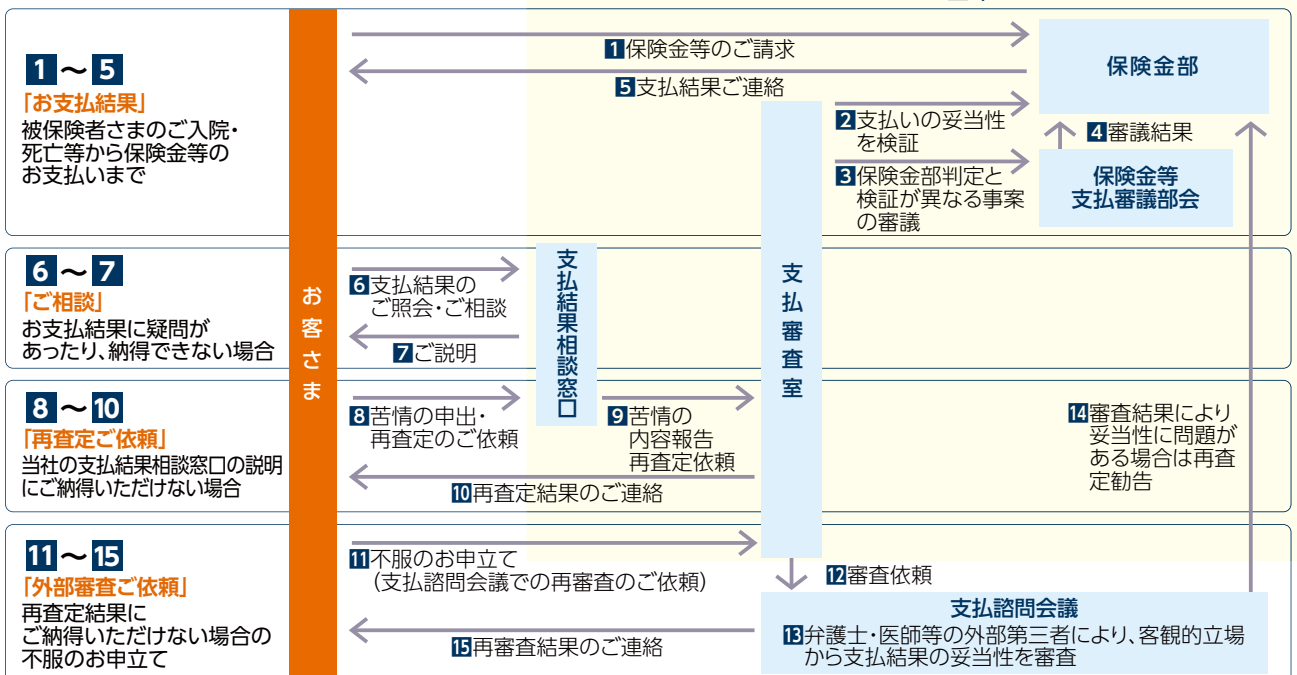 1～5
「お支払結果」
被保険者さまのご入院・
死亡等から保険金等の
お支払いまで
1保険金等のご請求
5支払結果ご連絡
保険金部
2支払いの妥当性
を検証
4審議結果
3保険金部判定と
検証が異なる事案
の審議
保険金等
支払審議部会
お客さま
6～7
「ご相談」
お支払結果に疑問が
あったり、納得できない場合
6支払結果の
ご照会・ご相談
7ご説明
支払結果相談窓口
支払審査室
8～10
「再査定ご依頼」
当社の支払結果相談窓口の説明
にご納得いただけない場合
8苦情の申出・
再査定のご依頼
9苦情の
内容報告
再査定依頼
10再査定結果のご連絡
14審査結果により
妥当性に問題が
ある場合は再査
定勧告
11～15
「外部審査ご依頼」
再査定結果に
ご納得いただけない場合の
不服のお申立て
11不服のお申立て
（支払諮問会議での再審査のご依頼）
12審査依頼
支払諮問会議
13弁護士・医師等の外部第三者により、客観的立場
から支払結果の妥当性を審査
15再審査結果のご連絡